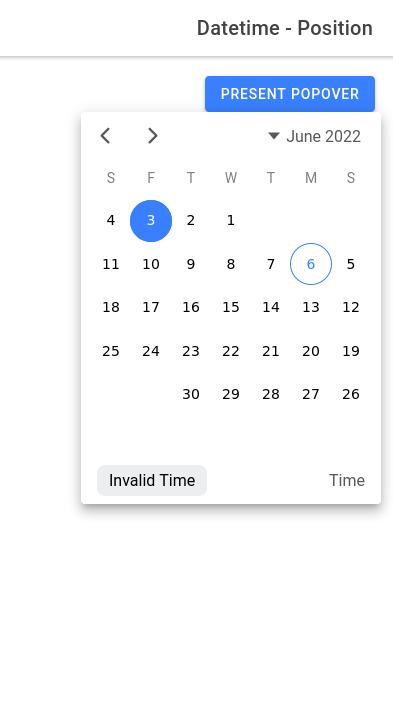 Datetime - Position
PRESENT POPOVER
June 2022
S F T W T M S
4 3 2 1
11 10 9 8 7 6 5
18 17 16 15 14 13 12
25 24 23 22 21 20 19
30 29 28 27 26
Invalid Time Time